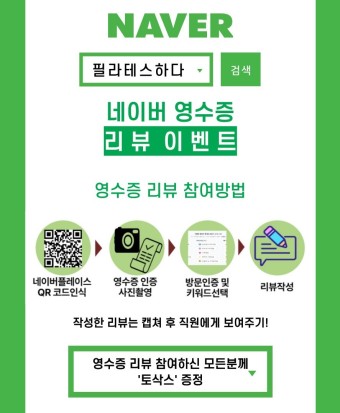 NAVER
필라테스하다
검색
네이버 영수증
리뷰 이벤트
영수증 리뷰 참여방법
네이버플레이스
QR 코드인식
영수증 인증
사진촬영
방문인증 및
키워드선택
리뷰작성
작성한 리뷰는 캡쳐 후 직원에게 보여주기!
영수증 리뷰 참여하신 모든분께
'토삭스' 증정